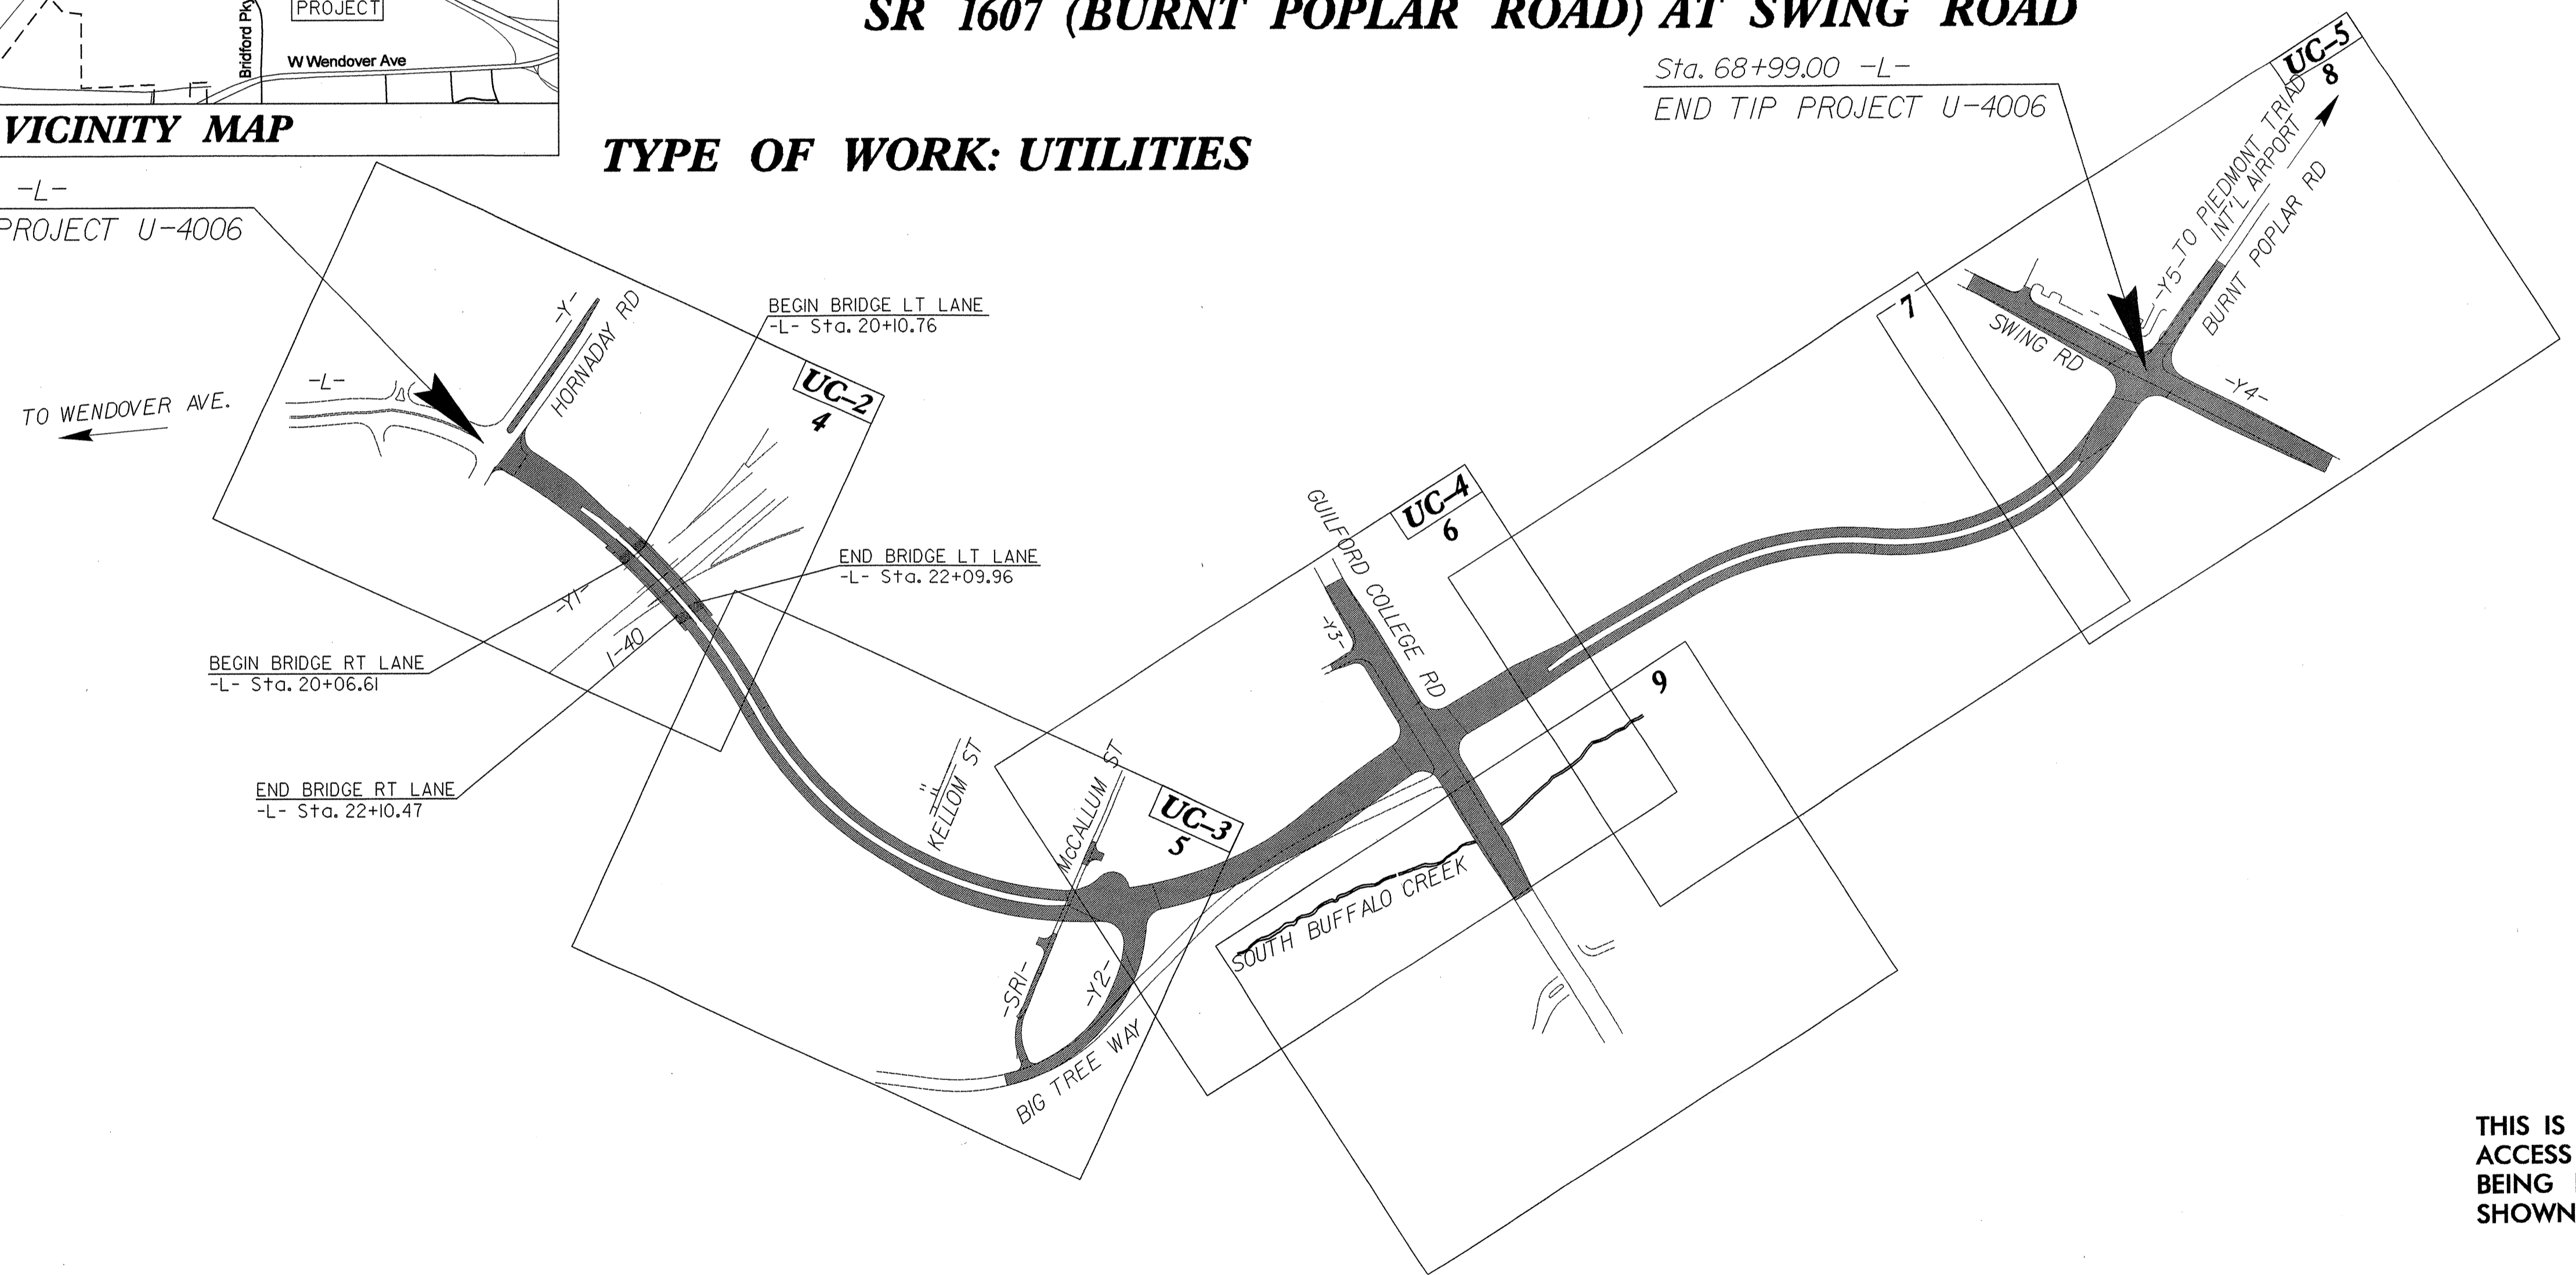 SR 1607 (BURNT POPLAR ROAD) AT SWING ROAD
PROJECT
Bridford Pky
W Wendover Ave
VICINITY MAP
TYPE OF WORK: UTILITIES
Sta. 68+99.00 -L-
END TIP PROJECT U-4006
UC-5
8
-L-
PROJECT U-4006
-Y5- TO PIEDMONT TRIAD
INT'L AIRPORT
BURNT POPLAR RD
SWING RD
-Y4-
7
-Y-
HORNADAY RD
BEGIN BRIDGE LT LANE
-L- Sta. 20+10.76
UC-2
4
-L-
TO WENDOVER AVE.
END BRIDGE LT LANE
-L- Sta. 22+09.96
-Y1-
I-40
BEGIN BRIDGE RT LANE
-L- Sta. 20+06.61
END BRIDGE RT LANE
-L- Sta. 22+10.47
UC-4
6
GUILFORD COLLEGE RD
-Y3-
9
KELLOM ST
McCALLUM ST
UC-3
5
SOUTH BUFFALO CREEK
-SR1-
-Y2-
BIG TREE WAY
THIS IS
ACCESS
BEING
SHOWN